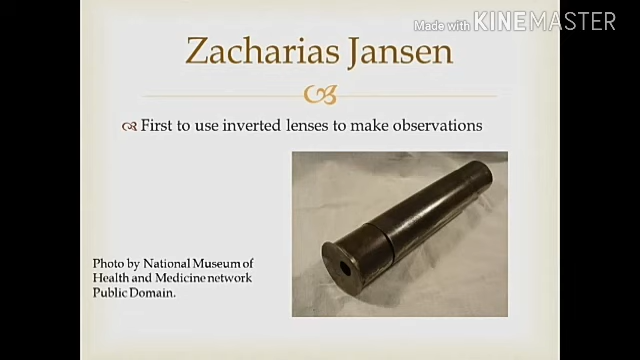 Made with KINEMASTER
Zacharias Jansen
First to use inverted lenses to make observations
Photo by National Museum of
Health and Medicine network
Public Domain.